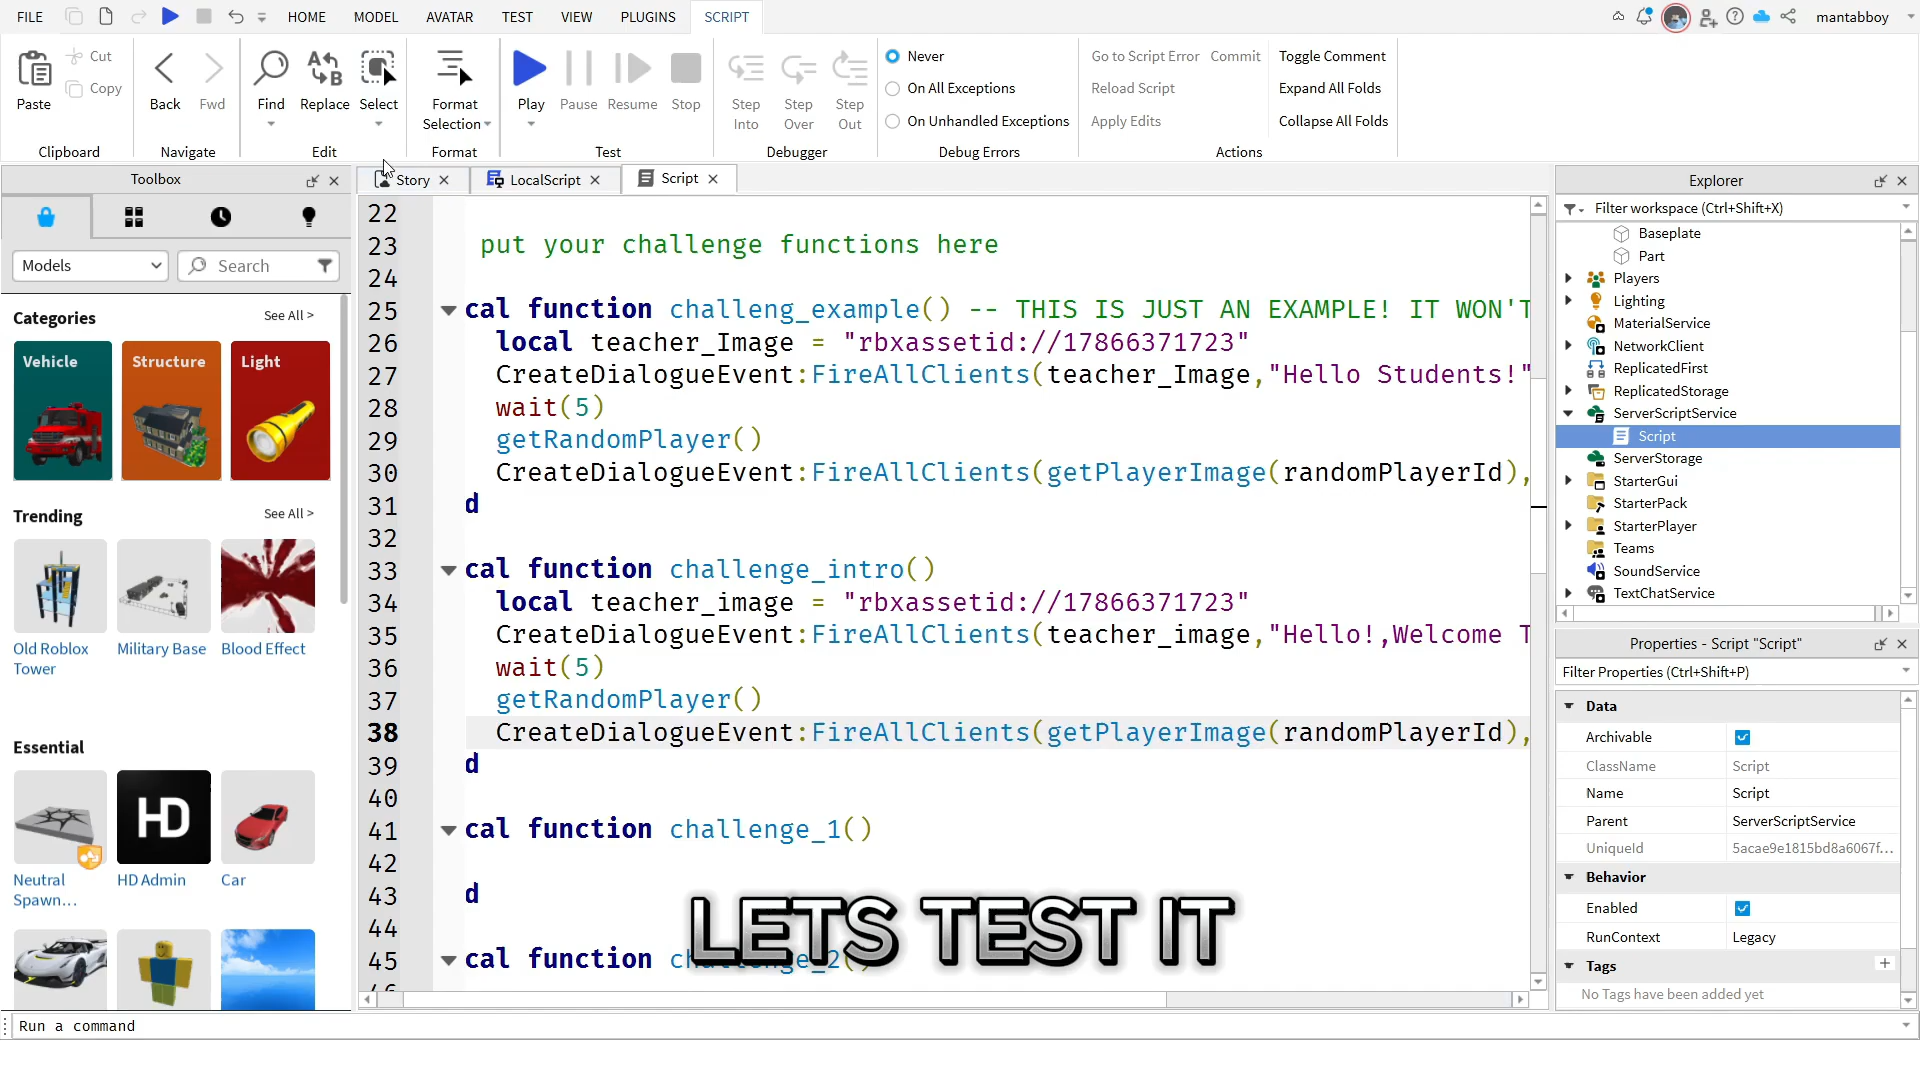 FILE
HOME
MODEL
AVATAR
TEST
VIEW
PLUGINS
SCRIPT
mantabboy
Paste
Cut
Copy
Clipboard
Back
Fwd
Navigate
Find
Replace
Select
Edit
Format
Selection
Format
Play
Pause
Resume
Stop
Test
Step
Into
Step
Over
Step
Out
Debugger
Never
On All Exceptions
On Unhandled Exceptions
Debug Errors
Go to Script Error
Commit
Reload Script
Apply Edits
Toggle Comment
Expand All Folds
Collapse All Folds
Actions
Toolbox
Models
Search
Categories
See All >
Vehicle
Structure
Light
Trending
See All >
Old Roblox
Tower
Military Base
Blood Effect
Essential
HD
Neutral
Spawn...
HD Admin
Car
Story
LocalScript
Script
22
23 put your challenge functions here
24
25 cal function challeng_example() -- THIS IS JUST AN EXAMPLE! IT WON'T
26 local teacher_Image = "rbxassetid://17866371723"
27 CreateDialogueEvent:FireAllClients(teacher_Image,"Hello Students!"
28 wait(5)
29 getRandomPlayer()
30 CreateDialogueEvent:FireAllClients(getPlayerImage(randomPlayerId),
31 d
32
33 cal function challenge_intro()
34 local teacher_image = "rbxassetid://17866371723"
35 CreateDialogueEvent:FireAllClients(teacher_image,"Hello!,Welcome T
36 wait(5)
37 getRandomPlayer()
38 CreateDialogueEvent:FireAllClients(getPlayerImage(randomPlayerId),
39 d
40
41 cal function challenge_1()
42
43 d
44
45 cal function challenge_2()
LETS TEST IT
Explorer
Filter workspace (Ctrl+Shift+X)
Baseplate
Part
Players
Lighting
MaterialService
NetworkClient
ReplicatedFirst
ReplicatedStorage
ServerScriptService
Script
ServerStorage
StarterGui
StarterPack
StarterPlayer
Teams
SoundService
TextChatService
Properties - Script "Script"
Filter Properties (Ctrl+Shift+P)
Data
Archivable
ClassName Script
Name Script
Parent ServerScriptService
UniqueId 5acae9e1815bd8a6067f...
Behavior
Enabled
RunContext Legacy
Tags
No Tags have been added yet
Run a command